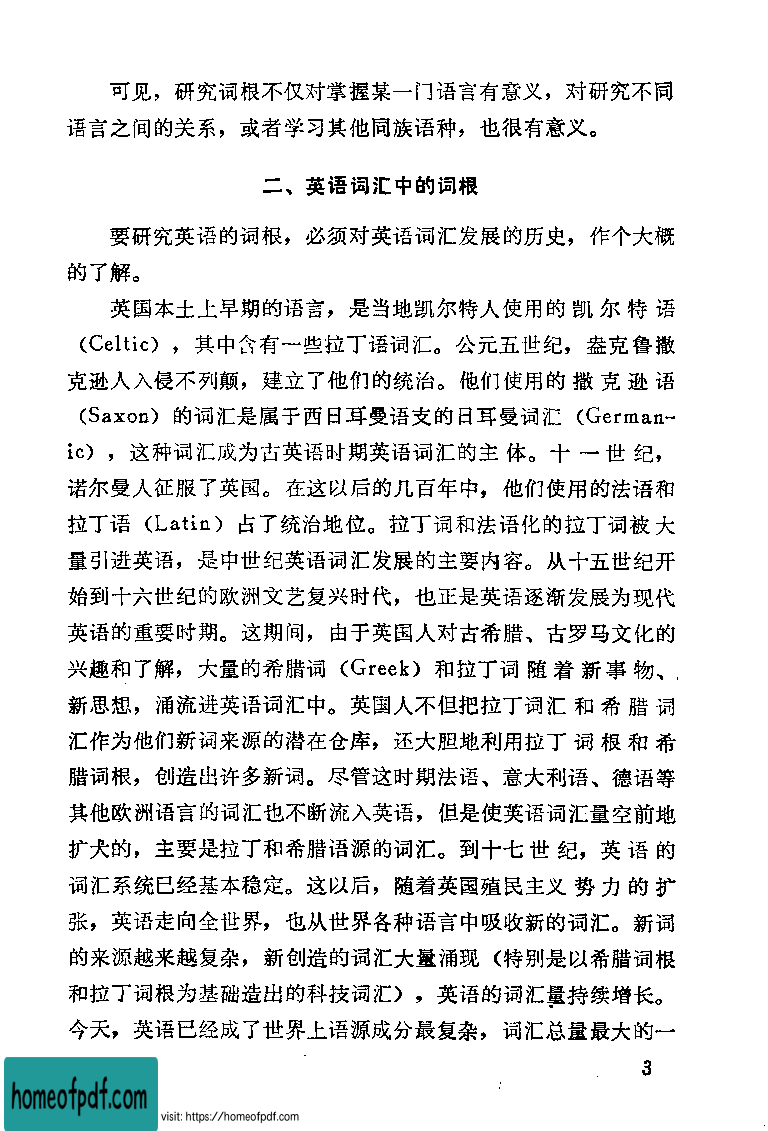 可见，研究词根不仅对掌握某一门语言有意义，对研究不同
语言之间的关系，或者学习其他同族语种，也很有意义。
二、英语词汇中的词根
要研究英语的词根，必须对英语词汇发展的历史，作个大概
的了解。
英国本土上早期的语言，是当地凯尔特人使用的凯尔特语
（Celtic），其中含有一些拉丁语词汇。公元五世纪，盎克鲁撒
克逊人入侵不列颠，建立了他们的统治。他们使用的撒克逊语
（Saxon）的词汇是属于西日耳曼语支的日耳曼词汇（German-
ic），这种词汇成为古英语时期英语词汇的主体。十一世纪，
诺尔曼人征服了英国。在这以后的几百年中，他们使用的法语和
拉丁语（Latin）占了统治地位。拉丁词和法语化的拉丁词被大
量引进英语，是中世纪英语词汇发展的主要内容。从十五世纪开
始到十六世纪的欧洲文艺复兴时代，也正是英语逐渐发展为现代
英语的重要时期。这期间，由于英国人对古希腊、古罗马文化的
兴趣和了解，大量的希腊词（Greek）和拉丁词随着新事物、
新思想，涌流进英语词汇中。英国人不但把拉丁词汇和希腊词
汇作为他们新词来源的潜在仓库，还大胆地利用拉丁词根和希
腊词根，创造出许多新词。尽管这时期法语、意大利语、德语等
其他欧洲语言的词汇也不断流入英语，但是使英语词汇量空前地
扩大的，主要是拉丁和希腊语源的词汇。到十七世纪，英语的
词汇系统已经基本稳定。这以后，随着英国殖民主义势力的扩
张，英语走向全世界，也从世界各种语言中吸收新的词汇。新词
的来源越来越复杂，新创造的词汇大量涌现（特别是以希腊词根
和拉丁词根为基础造出的科技词汇），英语的词汇量持续增长。
今天，英语已经成了世界上语源成分最复杂，词汇总量最大的一
3
homeofpdf.com
visit: https://homeofpdf.com